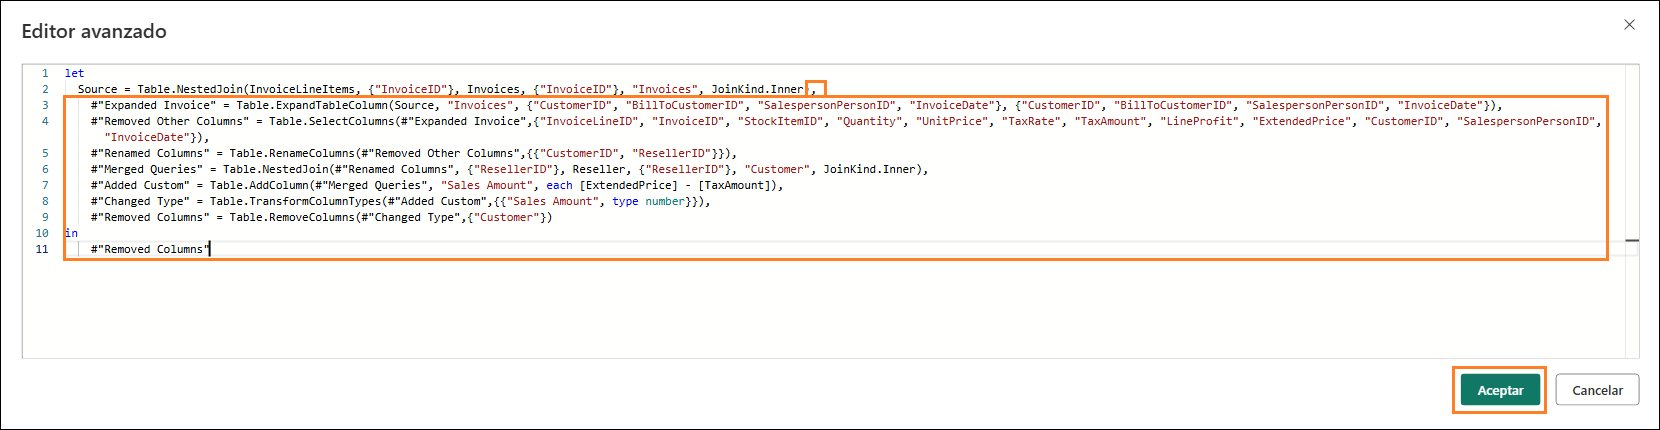 Editor avanzado
1 let
2 Source = Table.NestedJoin(InvoiceLineItems, {"InvoiceID"}, Invoices, {"InvoiceID"}, "Invoices", JoinKind.Inner),
3 #"Expanded Invoice" = Table.ExpandTableColumn(Source, "Invoices", {"CustomerID", "BillToCustomerID", "SalespersonPersonID", "InvoiceDate"}, {"CustomerID", "BillToCustomerID", "SalespersonPersonID", "InvoiceDate"}),
4 #"Removed Other Columns" = Table.SelectColumns(#"Expanded Invoice",{"InvoiceLineID", "InvoiceID", "StockItemID", "Quantity", "UnitPrice", "TaxRate", "TaxAmount", "LineProfit", "ExtendedPrice", "CustomerID", "SalespersonPersonID",
"InvoiceDate"}),
5 #"Renamed Columns" = Table.RenameColumns(#"Removed Other Columns",{{"CustomerID", "ResellerID"}}),
6 #"Merged Queries" = Table.NestedJoin(#"Renamed Columns", {"ResellerID"}, Reseller, {"ResellerID"}, "Customer", JoinKind.Inner),
7 #"Added Custom" = Table.AddColumn(#"Merged Queries", "Sales Amount", each [ExtendedPrice] - [TaxAmount]),
8 #"Changed Type" = Table.TransformColumnTypes(#"Added Custom",{{"Sales Amount", type number}}),
9 #"Removed Columns" = Table.RemoveColumns(#"Changed Type",{"Customer"})
10 in
11 #"Removed Columns"
Aceptar
Cancelar